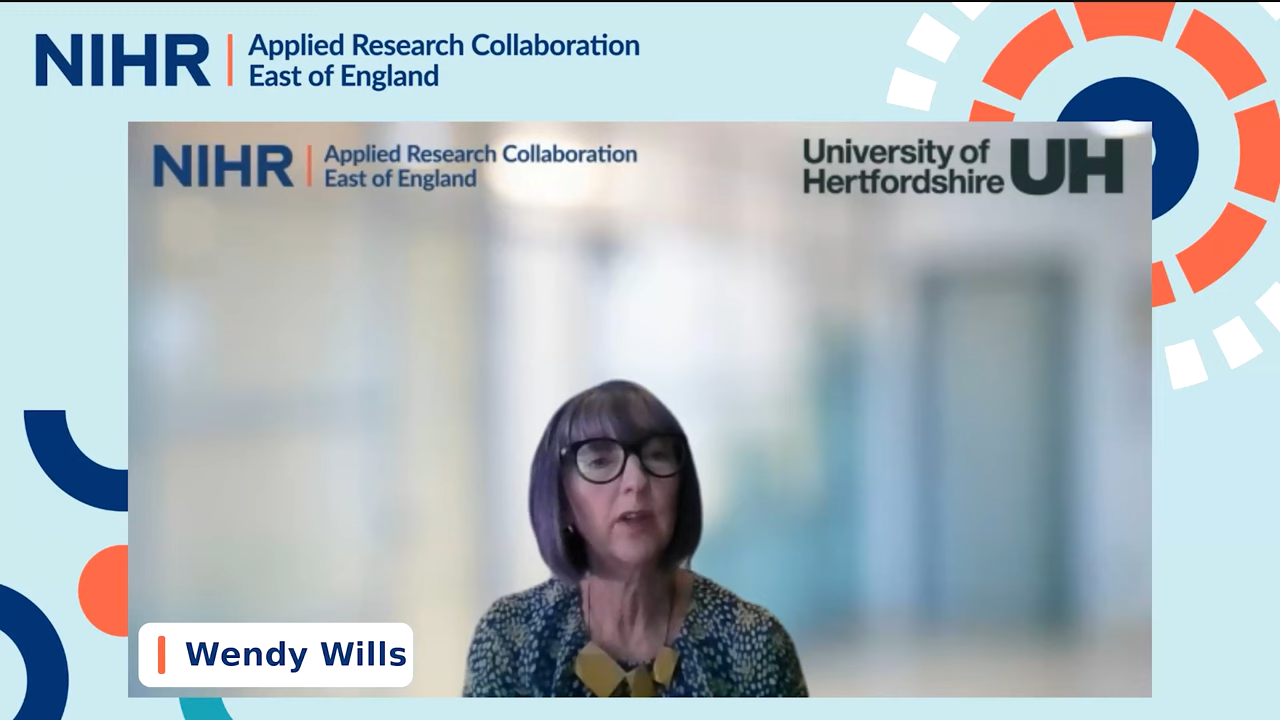 NIHR | Applied Research Collaboration
East of England
NIHR | Applied Research Collaboration
East of England
University of
Hertfordshire UH
Wendy Wills